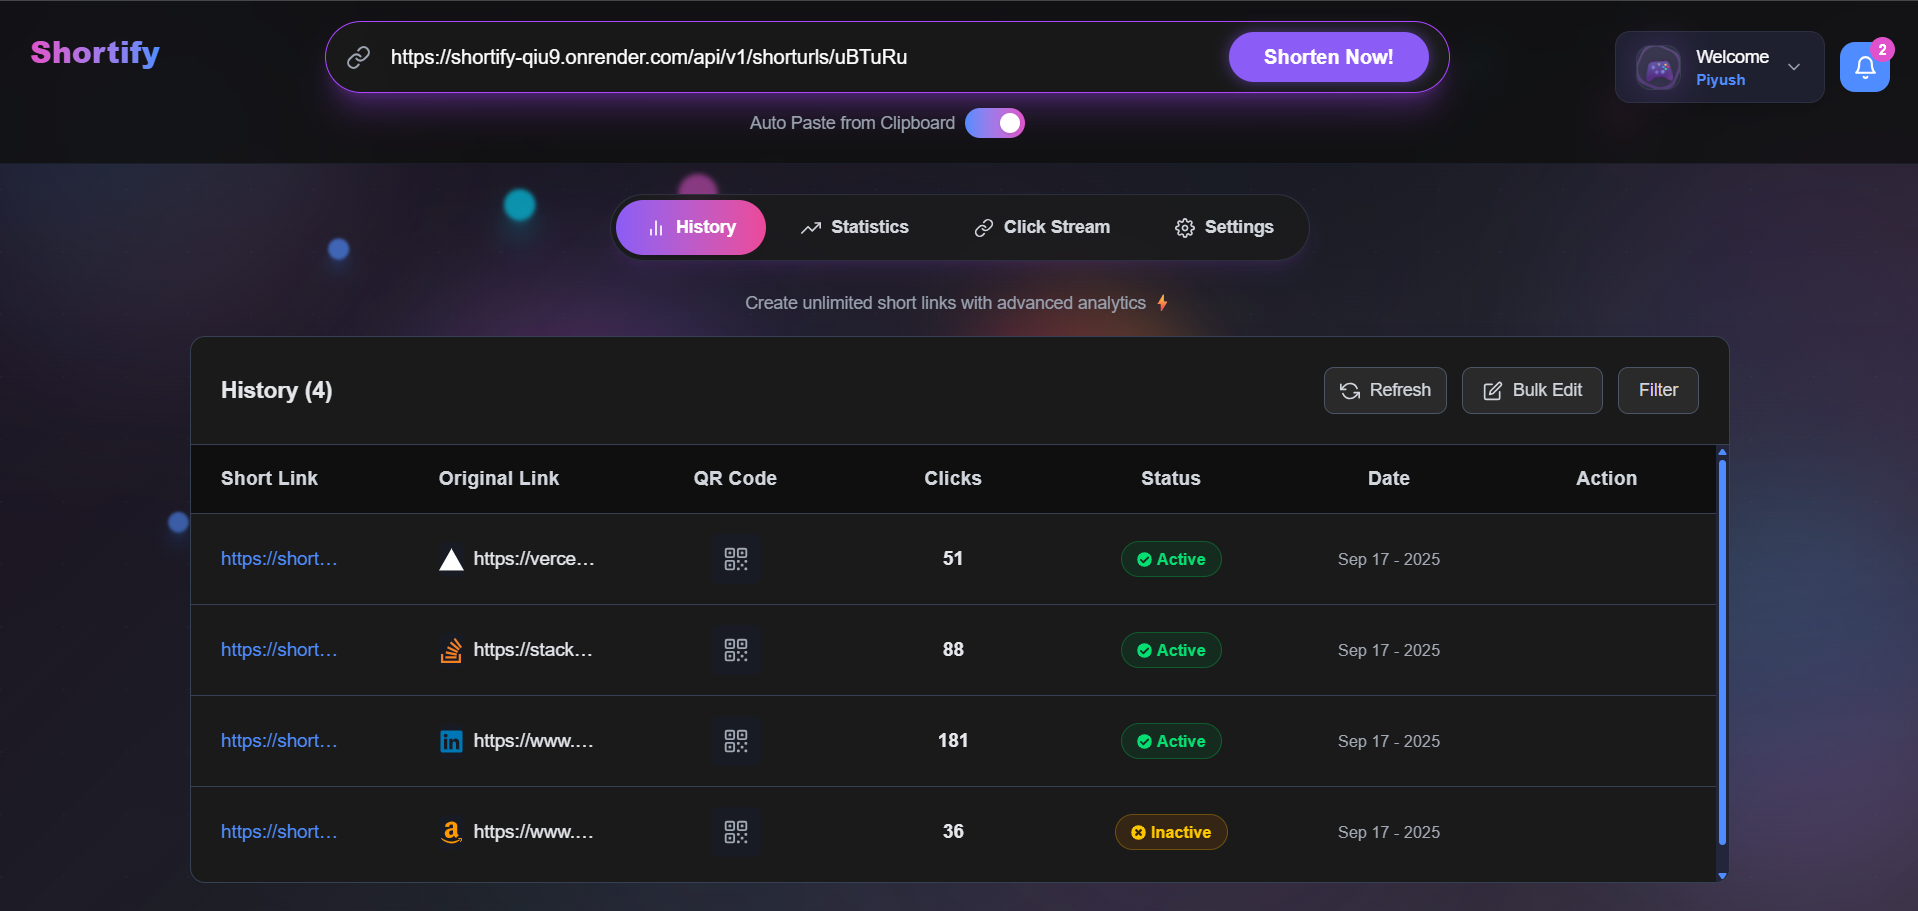 Shortify
https://shortify-qiu9.onrender.com/api/v1/shorturls/uBTuRu
Shorten Now!
Welcome
Piyush
2
Auto Paste from Clipboard
History
Statistics
Click Stream
Settings
Create unlimited short links with advanced analytics
History (4)
Refresh
Bulk Edit
Filter
Short Link Original Link QR Code Clicks Status Date Action
https://short... https://verce... 51 Active Sep 17 - 2025
https://short... https://stack... 88 Active Sep 17 - 2025
https://short... https://www.... 181 Active Sep 17 - 2025
https://short... https://www.... 36 Inactive Sep 17 - 2025